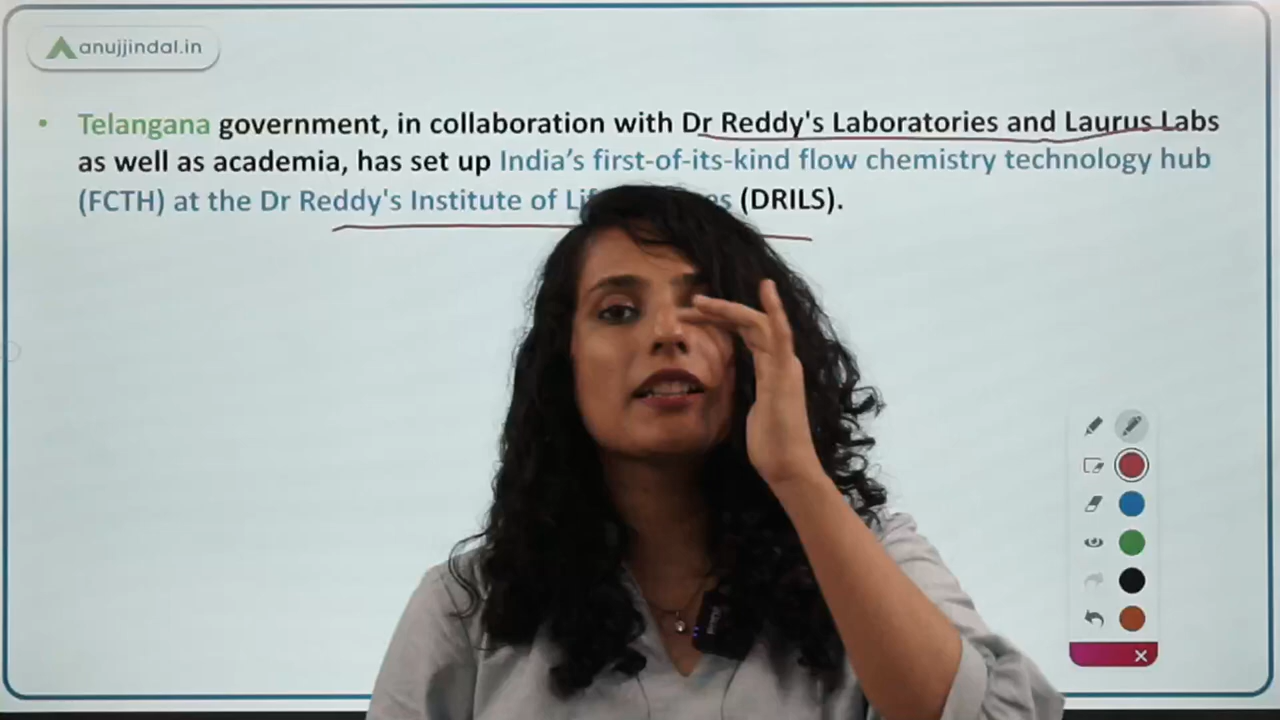 anujjindal.in
• Telangana government, in collaboration with Dr Reddy's Laboratories and Laurus Labs
as well as academia, has set up India's first-of-its-kind flow chemistry technology hub
(FCTH) at the Dr Reddy's Institute of (DRILS).